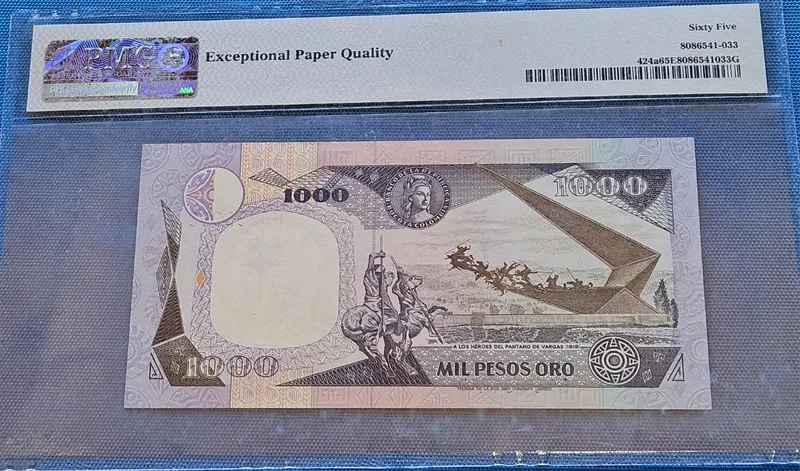 PMG
Exceptional Paper Quality
Sixty Five
8086541-033
424a65E8086541033G
1000
1000
A LOS HEROES DEL PANTANO DE VARGAS (1819)
1000
MIL PESOS ORO